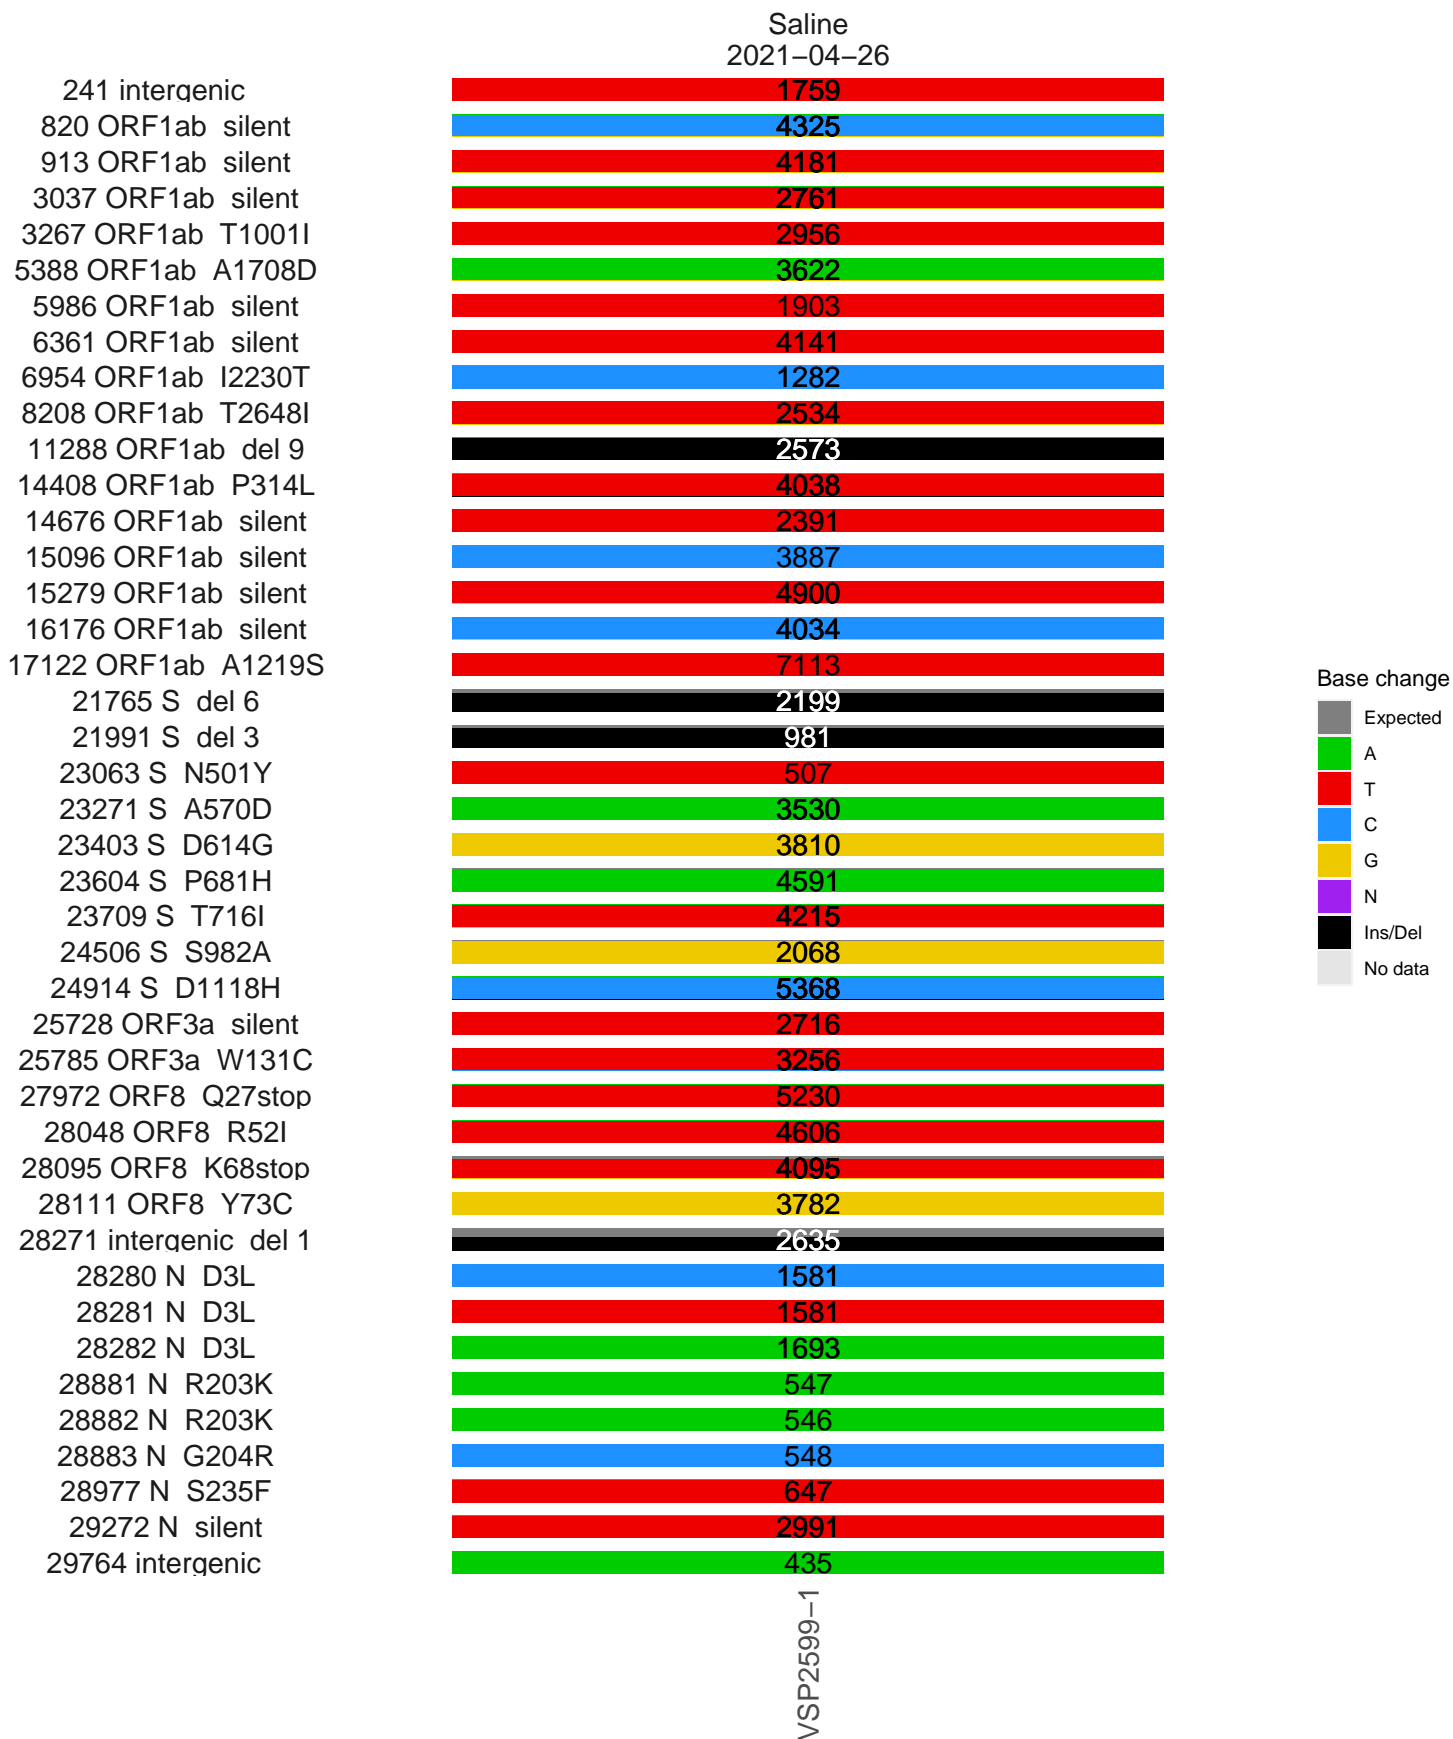 Saline
2021−04−26
241 intergenic 1759
820 ORF1ab silent 4325
913 ORF1ab silent 4181
3037 ORF1ab silent 2761
3267 ORF1ab T1001I 2956
5388 ORF1ab A1708D 3622
5986 ORF1ab silent 1903
6361 ORF1ab silent 4141
6954 ORF1ab I2230T 1282
8208 ORF1ab T2648I 2534
11288 ORF1ab del 9 2573
14408 ORF1ab P314L 4038
14676 ORF1ab silent 2391
15096 ORF1ab silent 3887
15279 ORF1ab silent 4900
16176 ORF1ab silent 4034
17122 ORF1ab A1219S 7113
21765 S del 6 2199
21991 S del 3 981
23063 S N501Y 507
23271 S A570D 3530
23403 S D614G 3810
23604 S P681H 4591
23709 S T716I 4215
24506 S S982A 2068
24914 S D1118H 5368
25728 ORF3a silent 2716
25785 ORF3a W131C 3256
27972 ORF8 Q27stop 5230
28048 ORF8 R52I 4606
28095 ORF8 K68stop 4095
28111 ORF8 Y73C 3782
28271 intergenic del 1 2635
28280 N D3L 1581
28281 N D3L 1581
28282 N D3L 1693
28881 N R203K 547
28882 N R203K 546
28883 N G204R 548
28977 N S235F 647
29272 N silent 2991
29764 intergenic 435
VSP2599−1
Base change
Expected
A
T
C
G
N
Ins/Del
No data